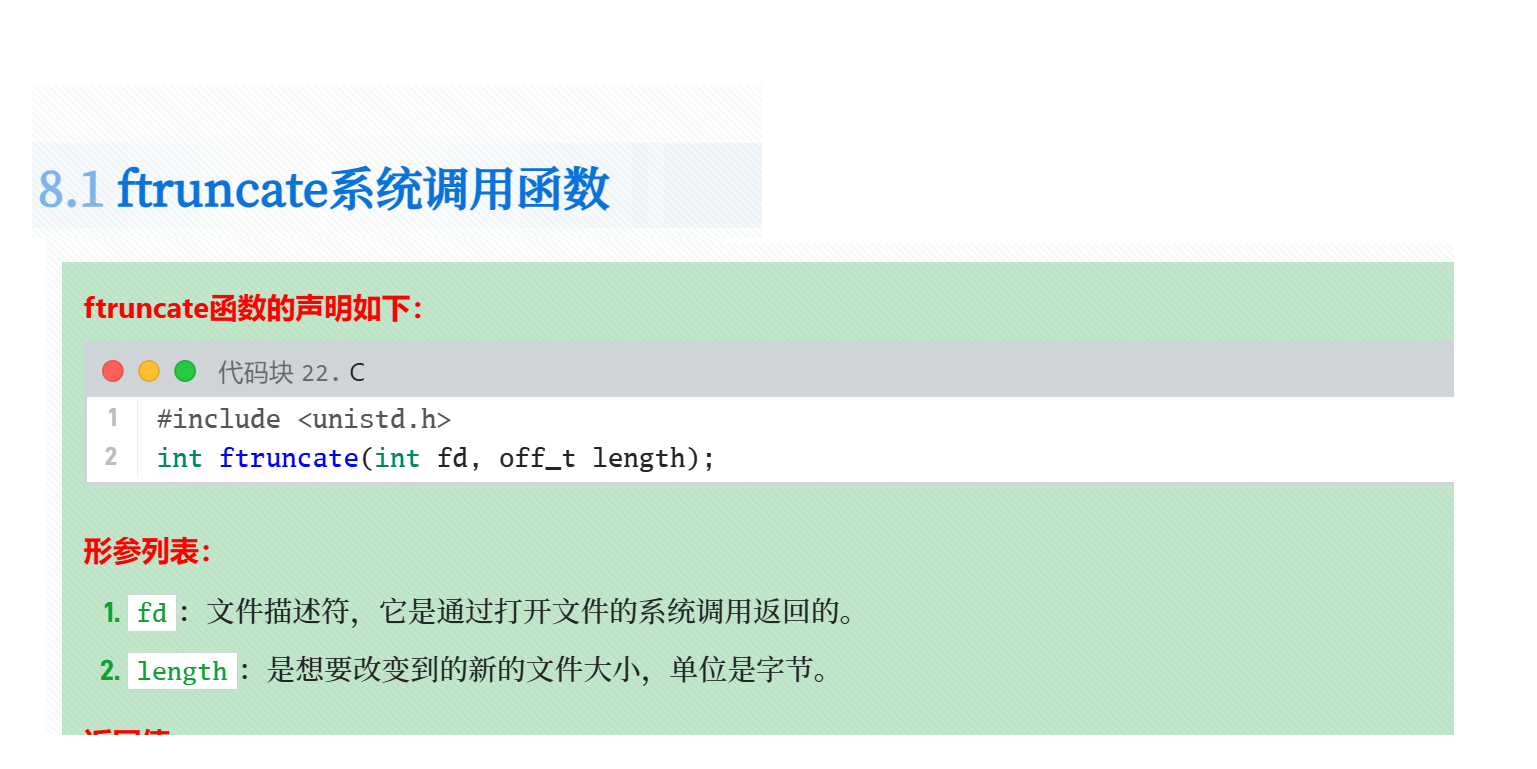 8.1 ftruncate系统调用函数
ftruncate函数的声明如下：
代码块 22. C
1 #include <unistd.h>
2 int ftruncate(int fd, off_t length);
形参列表：
1. fd：文件描述符，它是通过打开文件的系统调用返回的。
2. length：是想要改变到的新的文件大小，单位是字节。